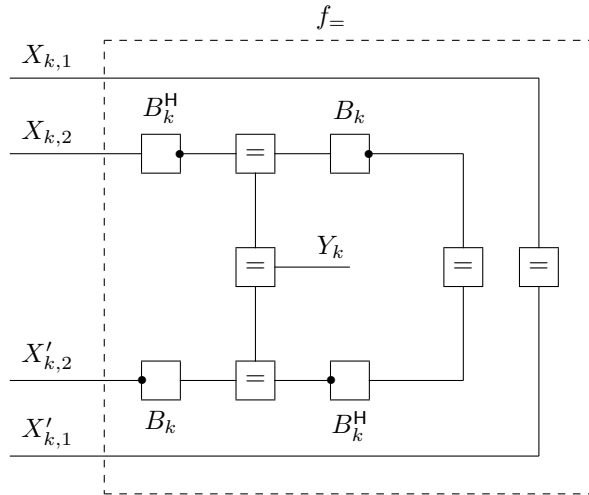 f₌
X_{k,1}
B_k^H B_k
X_{k,2}
=
=
= Y_k = =
X'_{k,2}
=
B_k B_k^H
X'_{k,1}